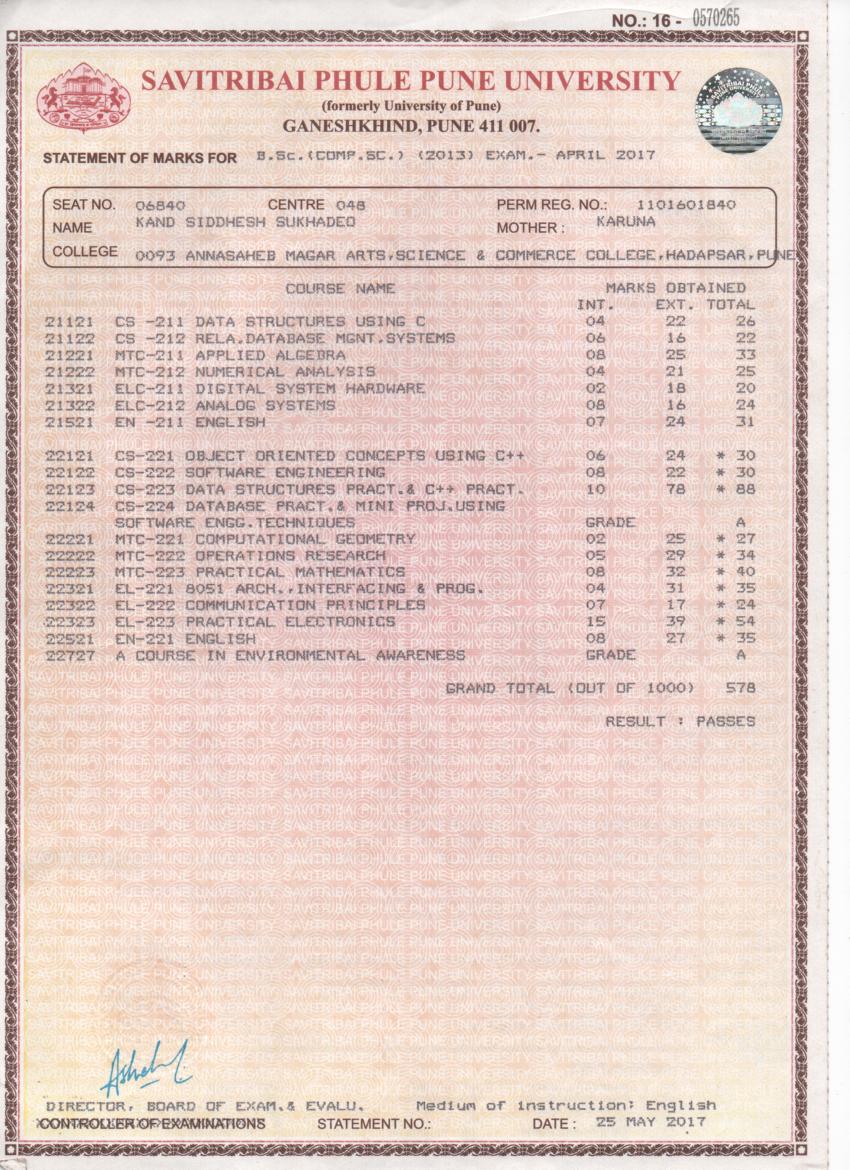 NO.: 16 - 0570265
SAVITRIBAI PHULE PUNE UNIVERSITY
(formerly University of Pune)
GANESHKHIND, PUNE 411 007.
STATEMENT OF MARKS FOR B.Sc.(COMP.SC.) (2013) EXAM.- APRIL 2017
SEAT NO. 06840 CENTRE 048 PERM REG. NO.: 1101601840
NAME KAND SIDDHESH SUKHADEO MOTHER : KARUNA
COLLEGE 0093 ANNASAHEB MAGAR ARTS,SCIENCE & COMMERCE COLLEGE,HADAPSAR,PUNE
COURSE NAME MARKS OBTAINED
INT. EXT. TOTAL
21121 CS -211 DATA STRUCTURES USING C 04 22 26
21122 CS -212 RELA.DATABASE MGNT.SYSTEMS 06 16 22
21221 MTC-211 APPLIED ALGEBRA 08 25 33
21222 MTC-212 NUMERICAL ANALYSIS 04 21 25
21321 ELC-211 DIGITAL SYSTEM HARDWARE 02 18 20
21322 ELC-212 ANALOG SYSTEMS 08 16 24
21521 EN -211 ENGLISH 07 24 31
22121 CS-221 OBJECT ORIENTED CONCEPTS USING C++ 06 24 * 30
22122 CS-222 SOFTWARE ENGINEERING 08 22 * 30
22123 CS-223 DATA STRUCTURES PRACT.& C++ PRACT. 10 78 * 88
22124 CS-224 DATABASE PRACT.& MINI PROJ.USING
SOFTWARE ENGG.TECHNIQUES GRADE A
22221 MTC-221 COMPUTATIONAL GEOMETRY 02 25 * 27
22222 MTC-222 OPERATIONS RESEARCH 05 29 * 34
22223 MTC-223 PRACTICAL MATHEMATICS 08 32 * 40
22321 EL-221 8051 ARCH.,INTERFACING & PROG. 04 31 * 35
22322 EL-222 COMMUNICATION PRINCIPLES 07 17 * 24
22323 EL-223 PRACTICAL ELECTRONICS 15 39 * 54
22521 EN-221 ENGLISH 08 27 * 35
22727 A COURSE IN ENVIRONMENTAL AWARENESS GRADE A
GRAND TOTAL (OUT OF 1000) 578
RESULT : PASSES
DIRECTOR, BOARD OF EXAM.& EVALU. Medium of instruction: English
CONTROLLER OF EXAMINATIONS STATEMENT NO.: DATE : 25 MAY 2017